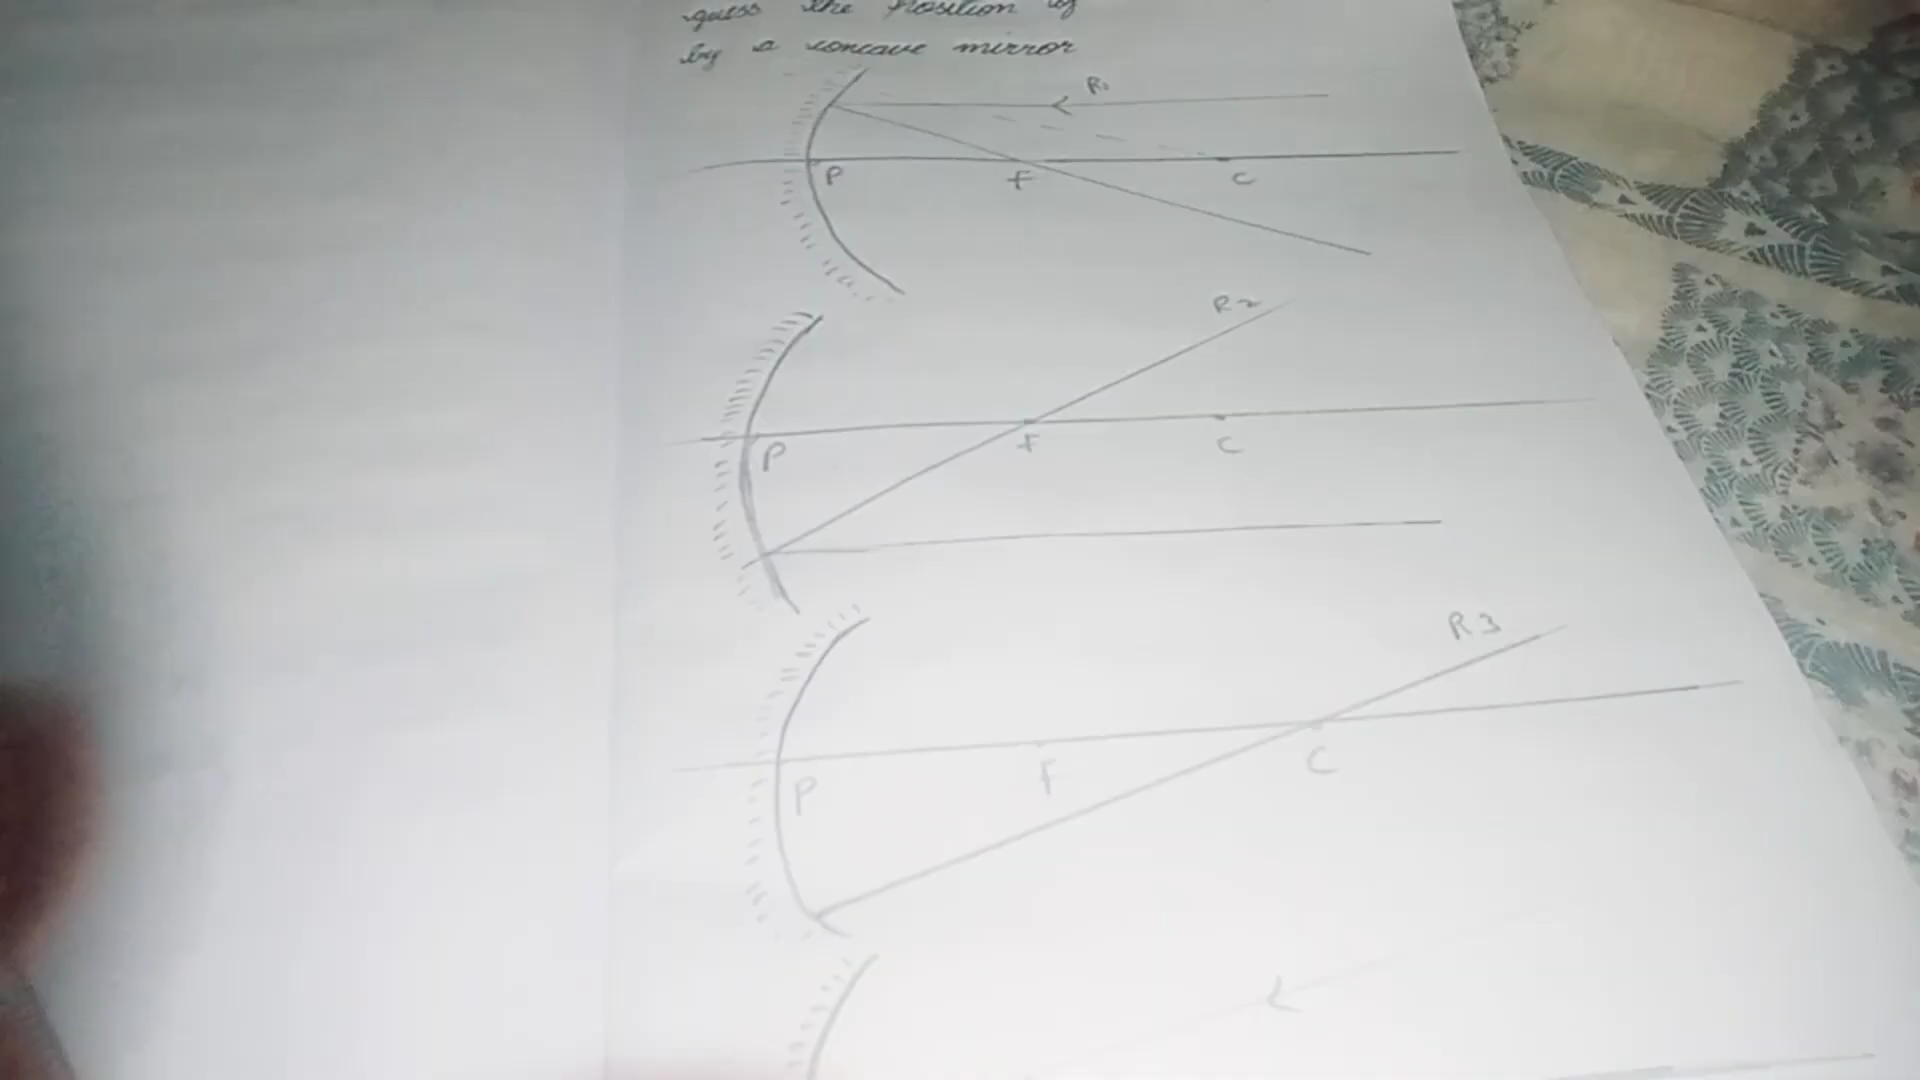 guess the position of
by a concave mirror
R1
P F C
R2
P F C
R3
P F C